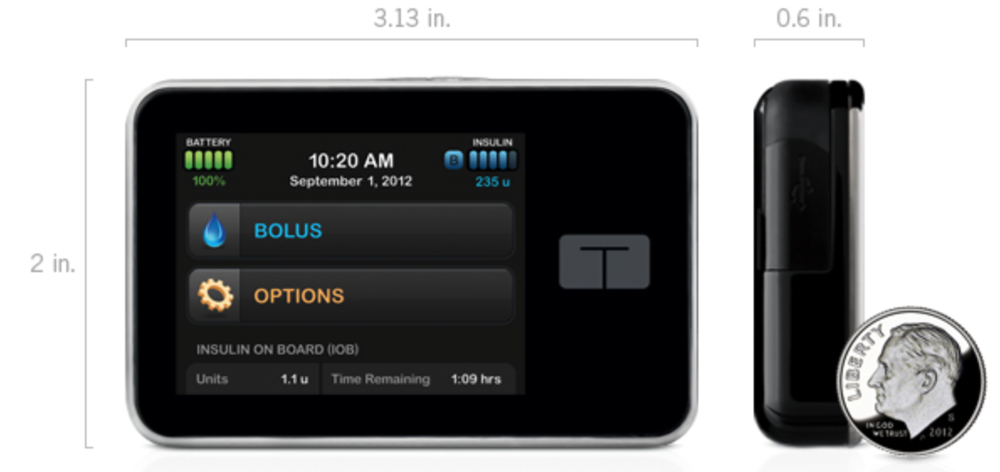 3.13 in.
0.6 in.
2 in.
BATTERY
100%
10:20 AM
September 1, 2012
B
INSULIN
235 u
BOLUS
OPTIONS
INSULIN ON BOARD (IOB)
Units 1.1 u Time Remaining 1:09 hrs
T
LIBERTY
IN GOD
WE TRUST
S
2012